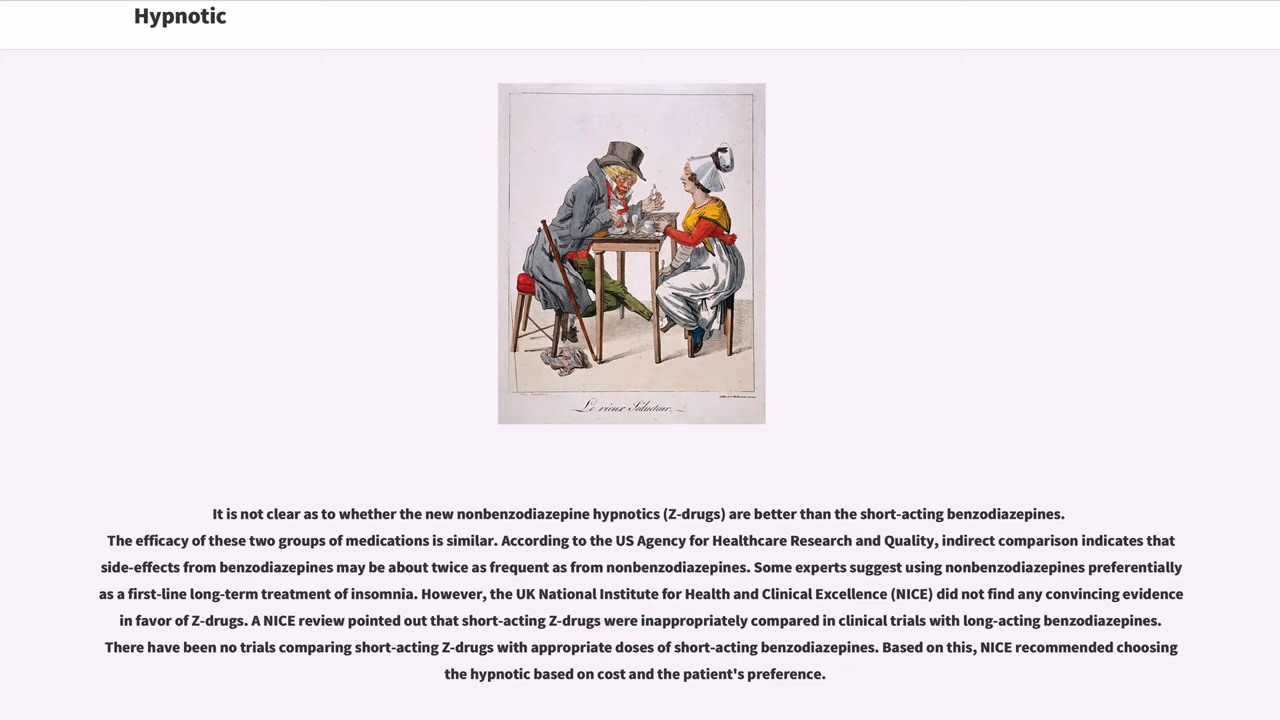 Hypnotic
Le vieux Séducteur.
It is not clear as to whether the new nonbenzodiazepine hypnotics (Z-drugs) are better than the short-acting benzodiazepines.
The efficacy of these two groups of medications is similar. According to the US Agency for Healthcare Research and Quality, indirect comparison indicates that
side-effects from benzodiazepines may be about twice as frequent as from nonbenzodiazepines. Some experts suggest using nonbenzodiazepines preferentially
as a first-line long-term treatment of insomnia. However, the UK National Institute for Health and Clinical Excellence (NICE) did not find any convincing evidence
in favor of Z-drugs. A NICE review pointed out that short-acting Z-drugs were inappropriately compared in clinical trials with long-acting benzodiazepines.
There have been no trials comparing short-acting Z-drugs with appropriate doses of short-acting benzodiazepines. Based on this, NICE recommended choosing
the hypnotic based on cost and the patient's preference.